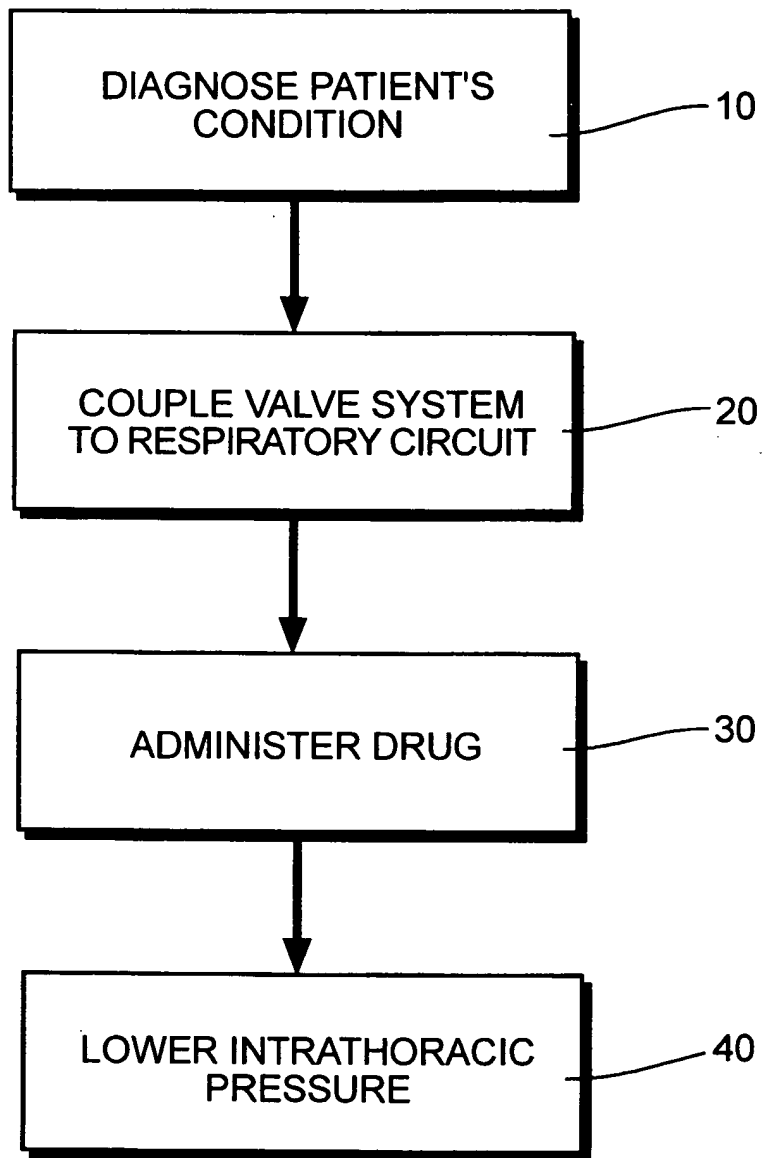 DIAGNOSE PATIENT'S
CONDITION
10
COUPLE VALVE SYSTEM
TO RESPIRATORY CIRCUIT
20
ADMINISTER DRUG
30
LOWER INTRATHORACIC
PRESSURE
40